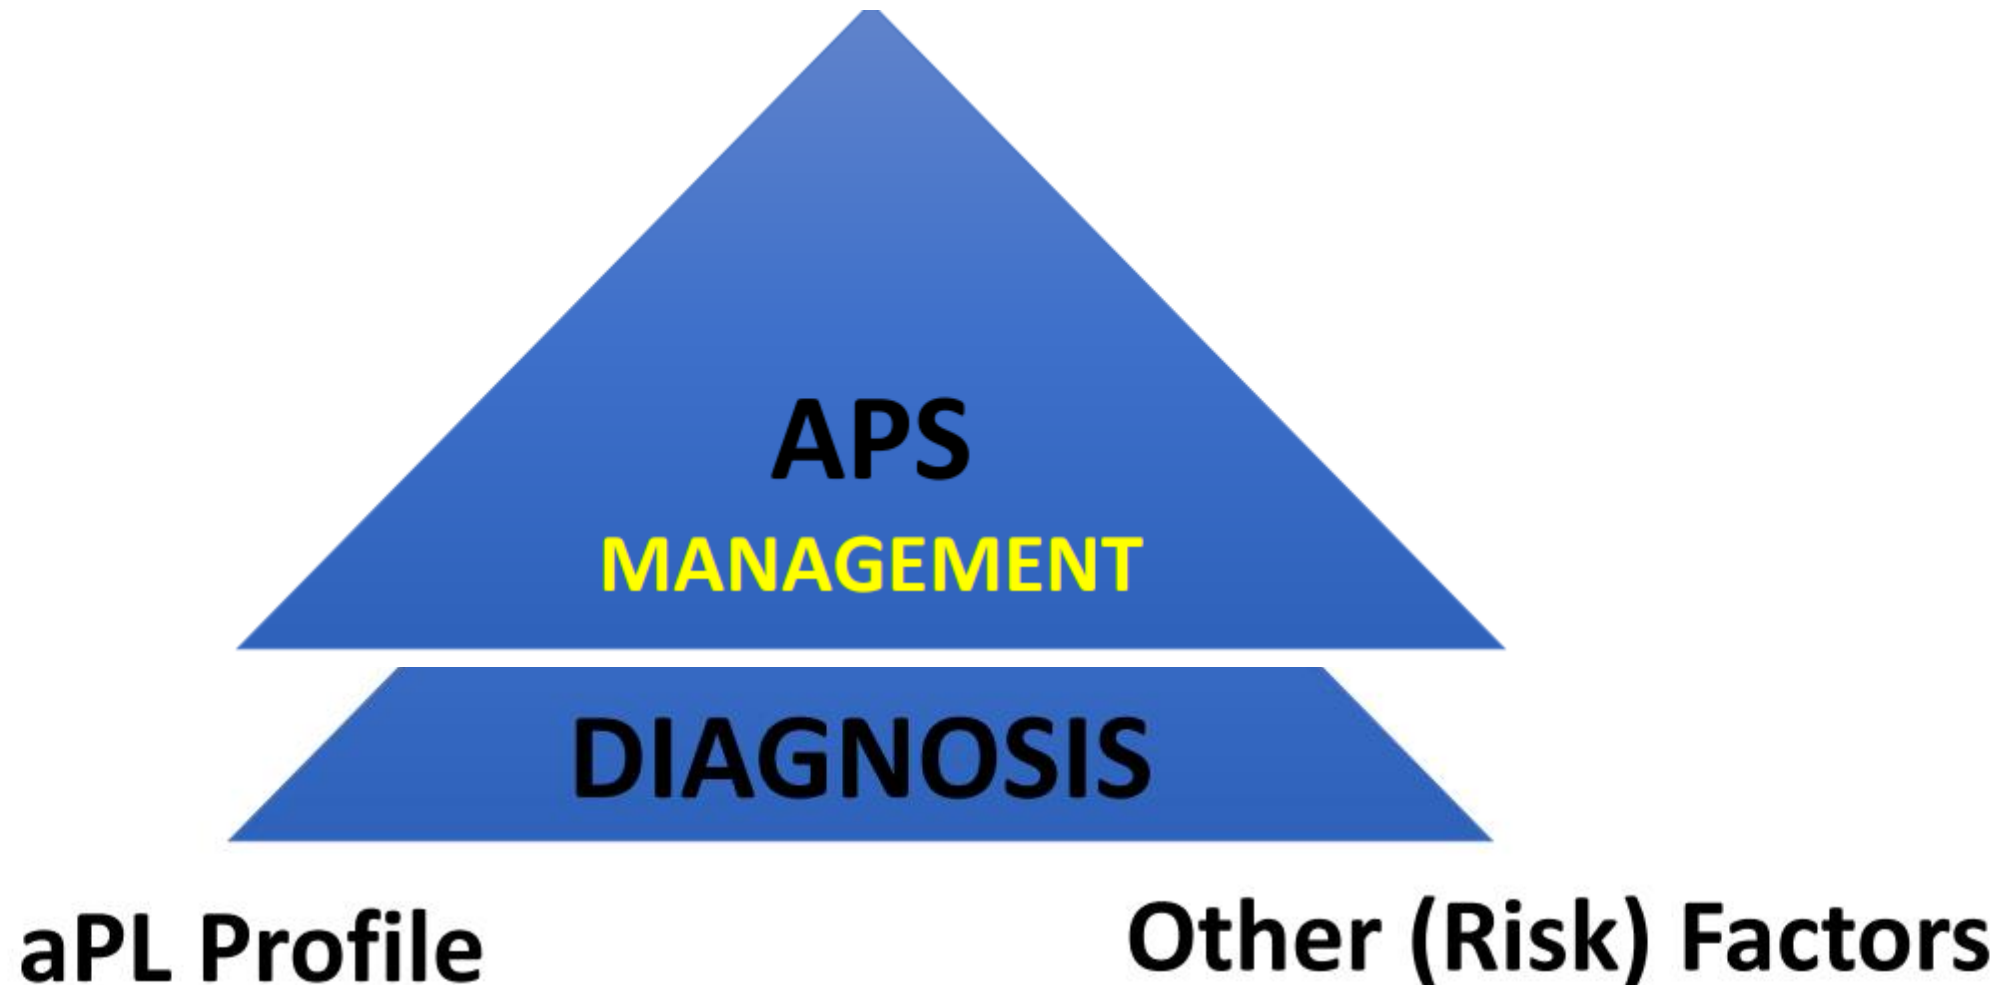 APS
MANAGEMENT
DIAGNOSIS
aPL Profile
Other (Risk) Factors